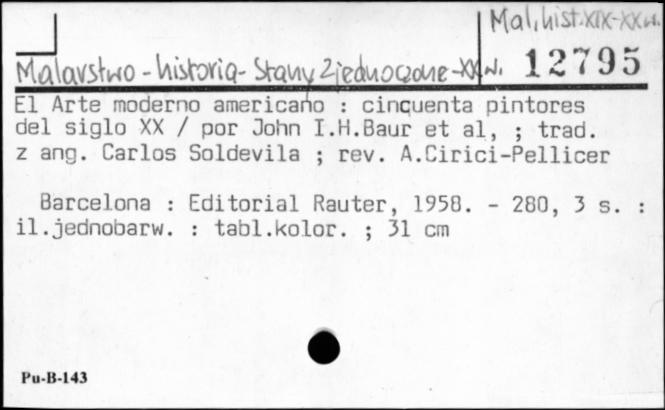 Mal. hist. XIX-XX w.
Malarstwo - historia - Stany Zjednoczone - XX w. 12795
El Arte moderno americano : cincuenta pintores
del siglo XX / por John I.H.Baur et al, ; trad.
z ang. Carlos Soldevila ; rev. A.Cirici-Pellicer
Barcelona : Editorial Rauter, 1958. - 280, 3 s. :
il.jednobarw. : tabl.kolor. ; 31 cm
Pu-B-143